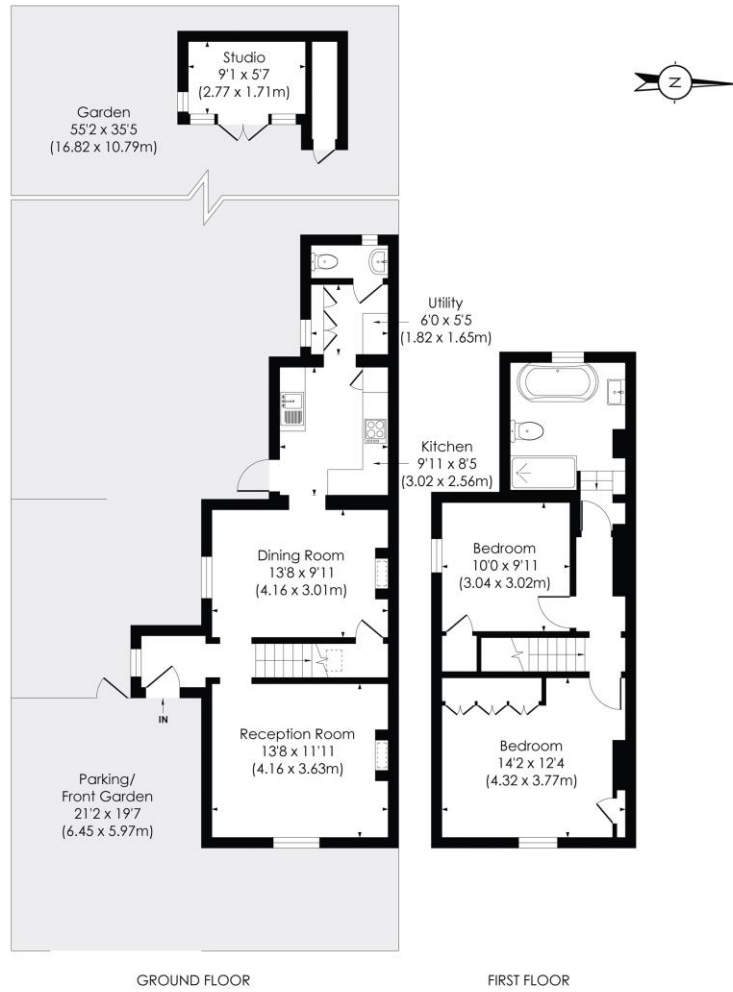 Studio
9'1 x 5'7
(2.77 x 1.71m)
N
Garden
55'2 x 35'5
(16.82 x 10.79m)
Utility
6'0 x 5'5
(1.82 x 1.65m)
Kitchen
9'11 x 8'5
(3.02 x 2.56m)
Dining Room
13'8 x 9'11
(4.16 x 3.01m)
Bedroom
10'0 x 9'11
(3.04 x 3.02m)
IN
Reception Room
13'8 x 11'11
(4.16 x 3.63m)
Bedroom
14'2 x 12'4
(4.32 x 3.77m)
Parking/
Front Garden
21'2 x 19'7
(6.45 x 5.97m)
GROUND FLOOR
FIRST FLOOR